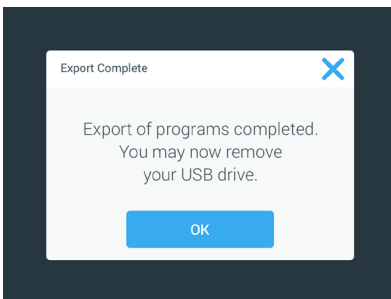 Export Complete
Export of programs completed.
You may now remove
your USB drive.
OK